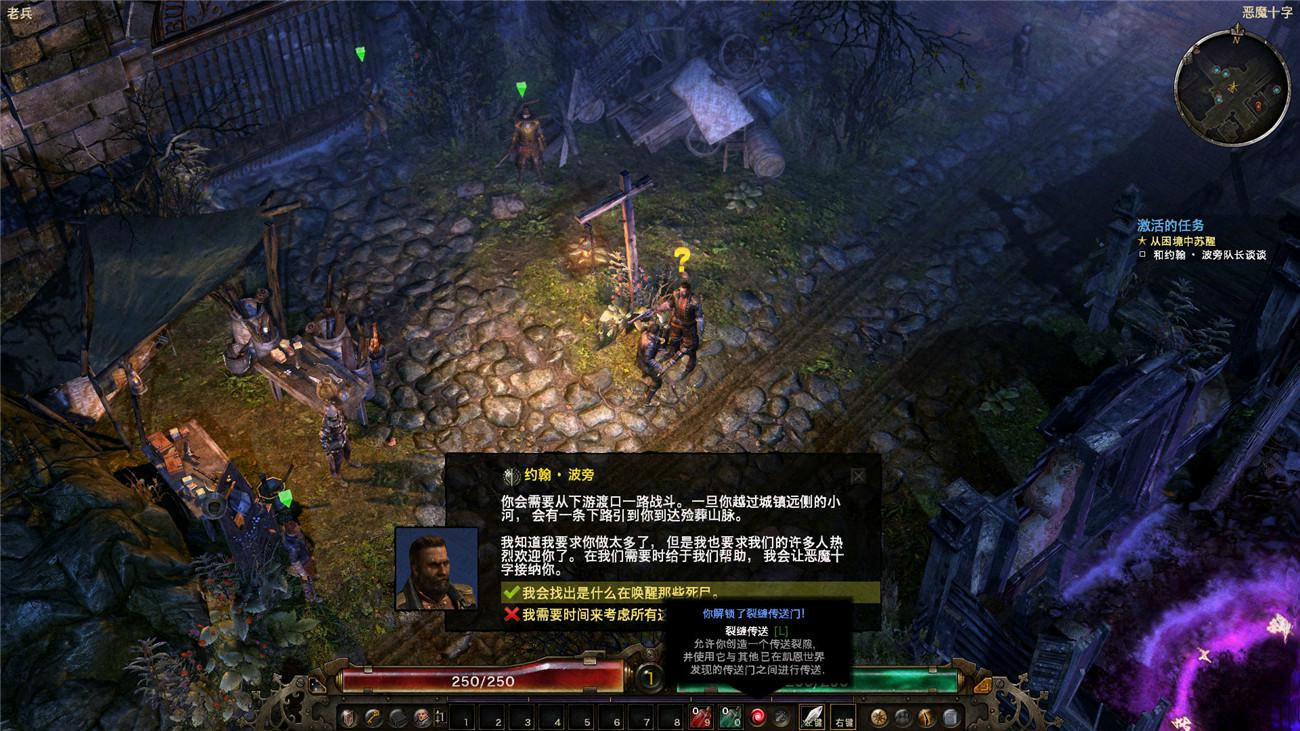 老兵
恶魔十字
N
激活的任务
从困境中苏醒
和约翰·波旁队长谈谈
约翰·波旁
你会需要从下游渡口一路战斗。一旦你越过城镇远侧的小
河，会有一条下路引到你到达殓葬山脉。
我知道我要求你做太多了，但是我也要求我们的许多人热
烈欢迎你了。在我们需要时给于我们帮助，我会让恶魔十
字接纳你。
我会找出是什么在唤醒那些死尸。
我需要时间来考虑所有这
你解锁了裂缝传送门!
裂缝传送 [L]
允许你创造一个传送裂隙,
并使用它与其他已在凯恩世界
发现的传送门之间进行传送.
250/250
1
1 2 3 4 5 6 7 8 0 9 0 0 右键